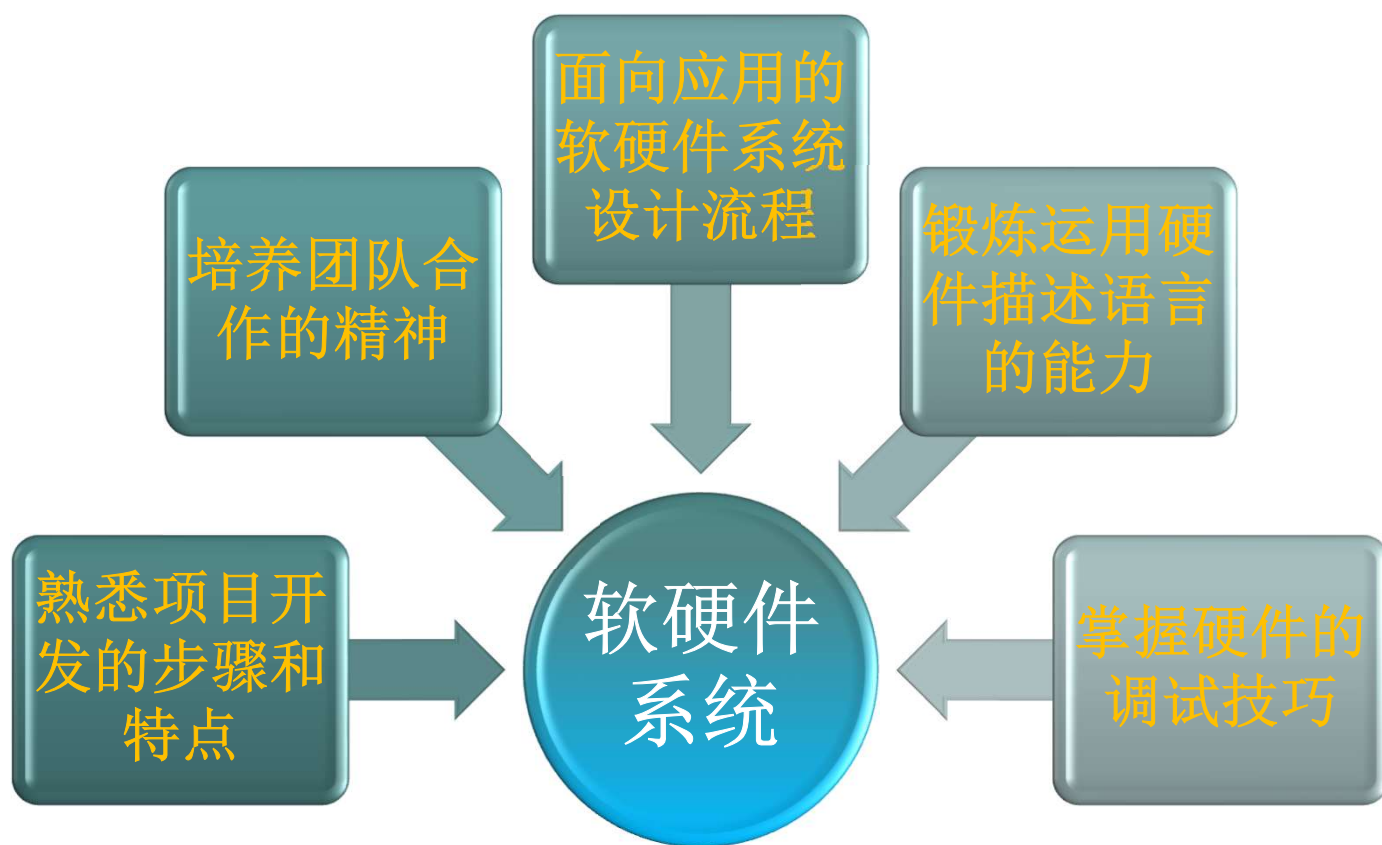 面向应用的
软硬件系统
设计流程
培养团队合
作的精神
锻炼运用硬
件描述语言
的能力
熟悉项目开
发的步骤和
特点
软硬件
系统
掌握硬件的
调试技巧